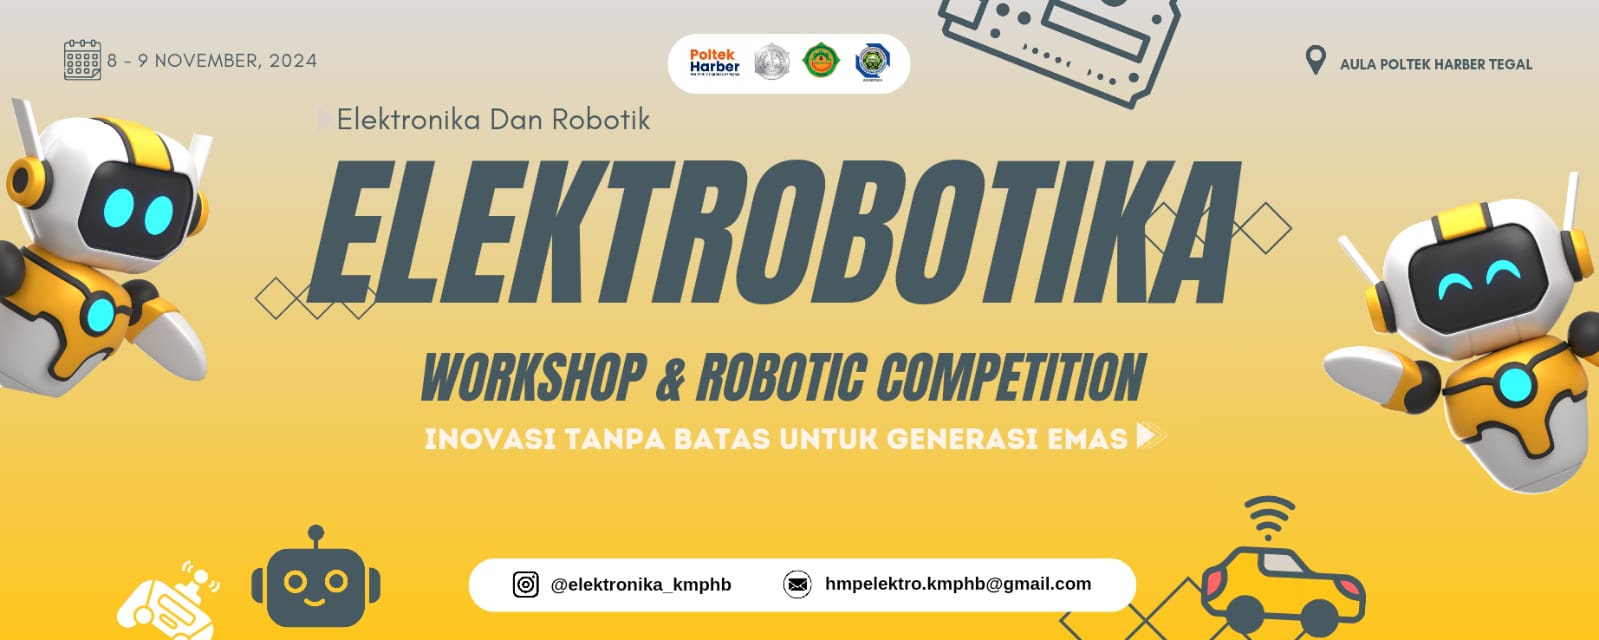 8 - 9 NOVEMBER, 2024
Poltek
Harber
AULA POLTEK HARBER TEGAL
Elektronika Dan Robotik
ELEKTROBOTIKA
WORKSHOP & ROBOTIC COMPETITION
INOVASI TANPA BATAS UNTUK GENERASI EMAS
@elektronika_kmphb
hmpelektro.kmphb@gmail.com